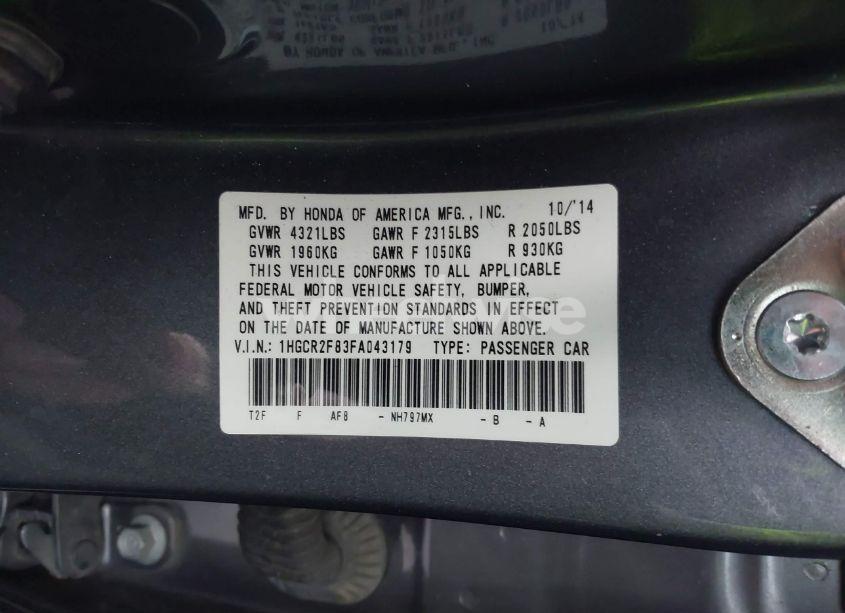 MFD. BY HONDA OF AMERICA MFG., INC. 10/'14
GVWR 4321LBS GAWR F 2315LBS R 2050LBS
GVWR 1960KG GAWR F 1050KG R 930KG
THIS VEHICLE CONFORMS TO ALL APPLICABLE
FEDERAL MOTOR VEHICLE SAFETY, BUMPER,
AND THEFT PREVENTION STANDARDS IN EFFECT
ON THE DATE OF MANUFACTURE SHOWN ABOVE.
V.I.N.: 1HGCR2F83FA043179 TYPE: PASSENGER CAR
T2F F AF8 - NH797MX - B - A